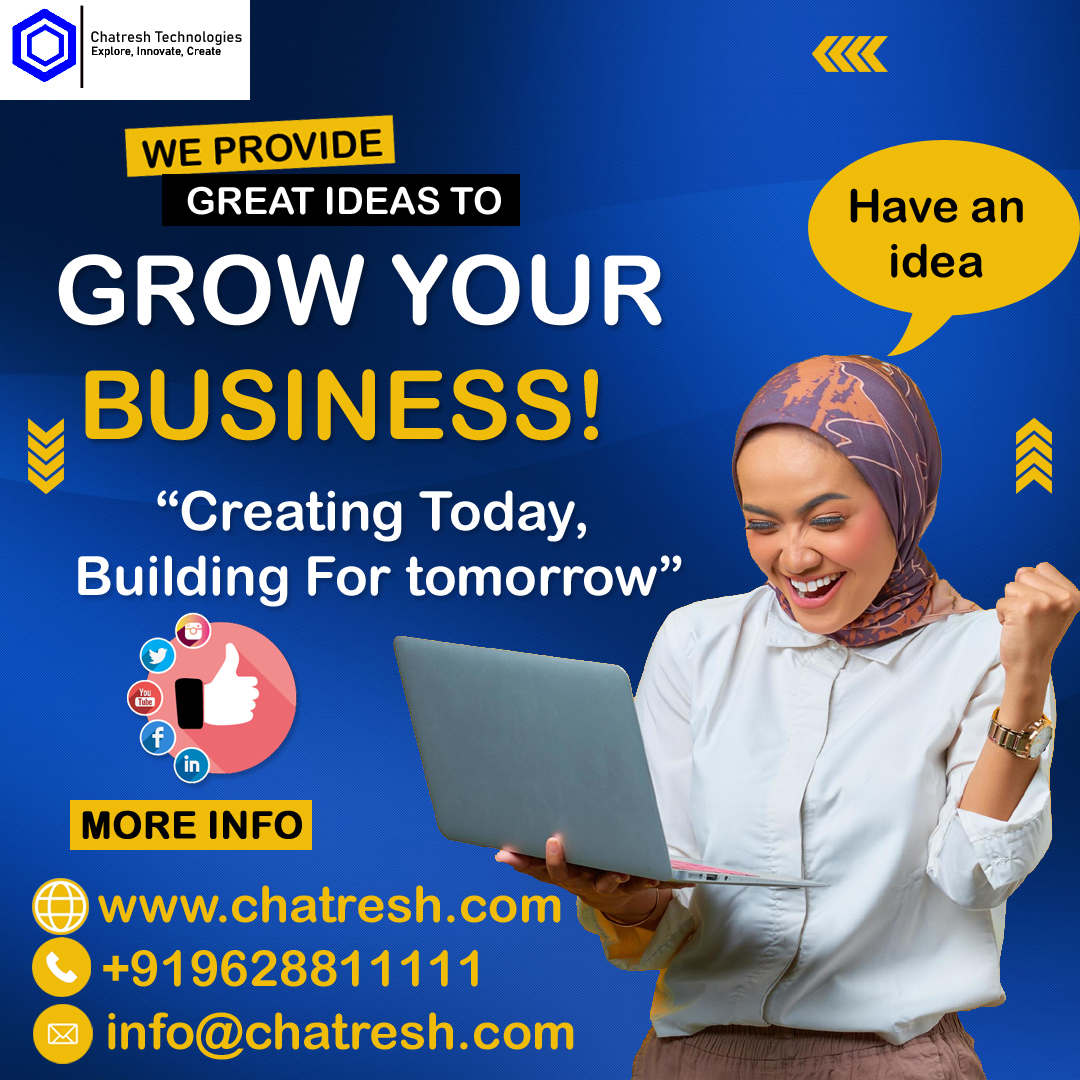 Chatresh Technologies
Explore, Innovate, Create
WE PROVIDE
GREAT IDEAS TO
GROW YOUR
BUSINESS!
Have an
idea
“Creating Today,
Building For tomorrow”
You
Tube
f
in
MORE INFO
www.chatresh.com
+919628811111
info@chatresh.com